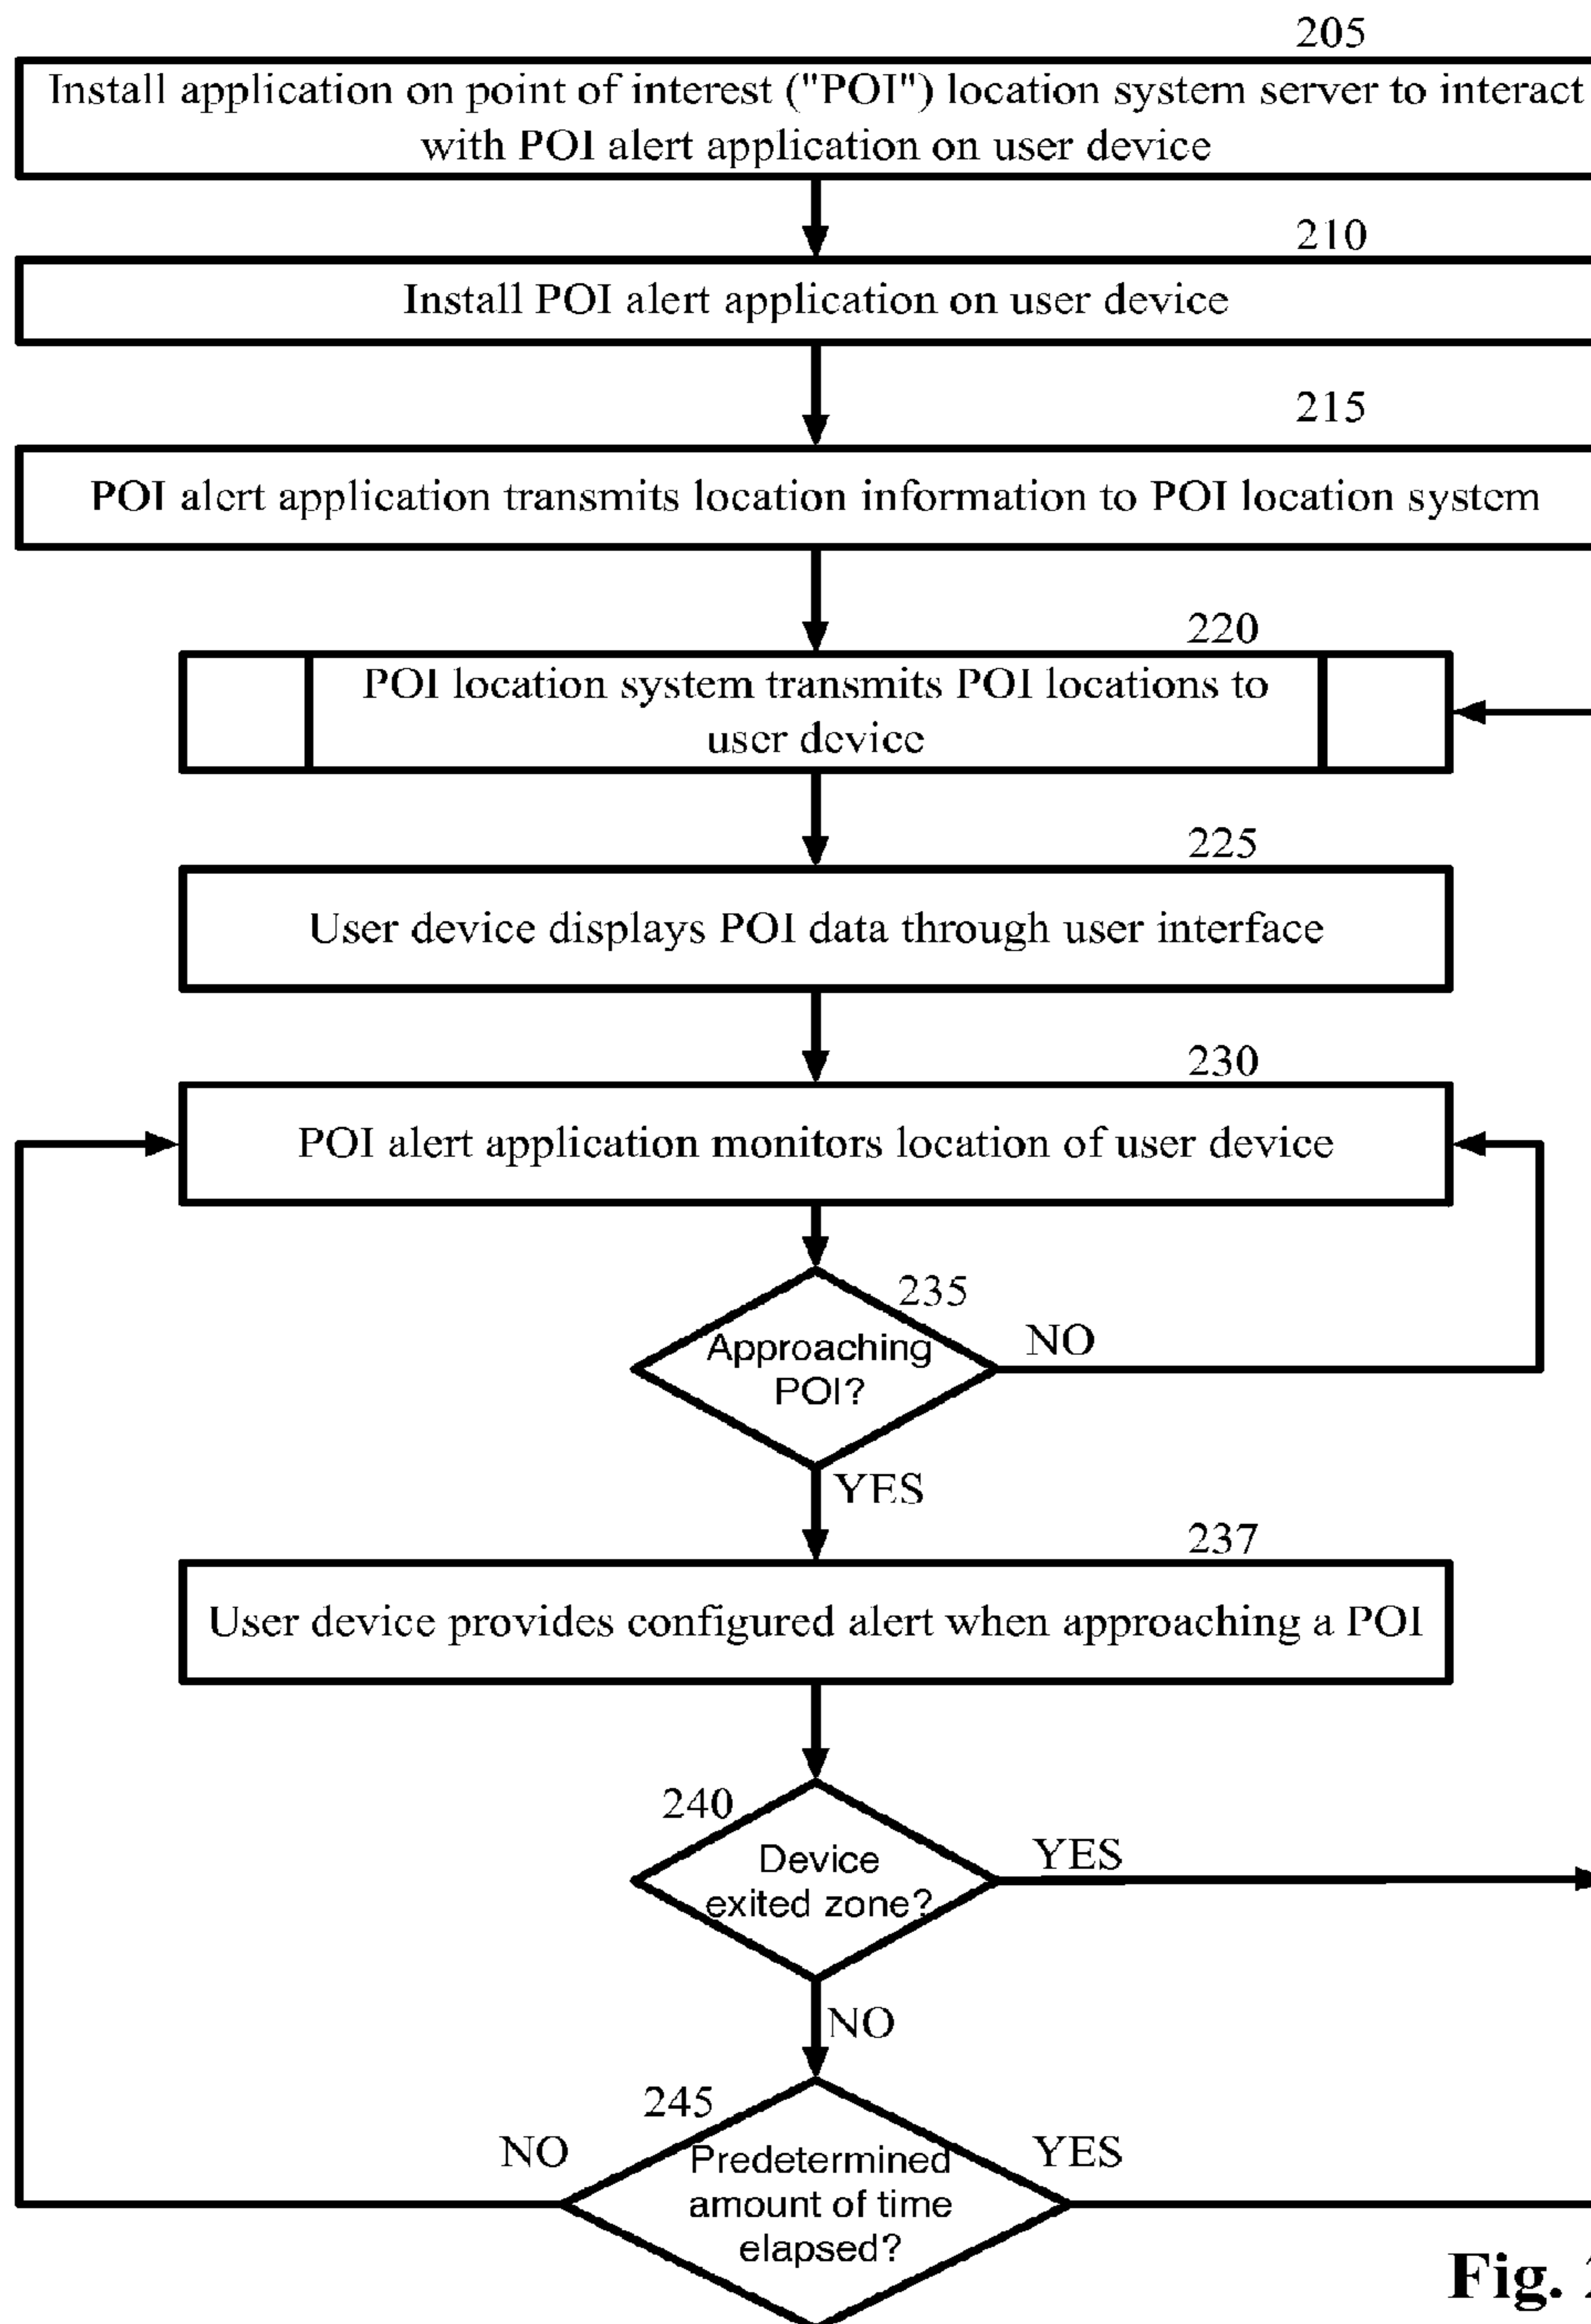 205
Install application on point of interest ("POI") location system server to interact
with POI alert application on user device
210
Install POI alert application on user device
215
POI alert application transmits location information to POI location system
220
POI location system transmits POI locations to
user device
225
User device displays POI data through user interface
230
POI alert application monitors location of user device
235
Approaching
POI?
NO
YES
237
User device provides configured alert when approaching a POI
240
Device
exited zone?
YES
NO
245
Predetermined
amount of time
elapsed?
NO
YES
Fig.